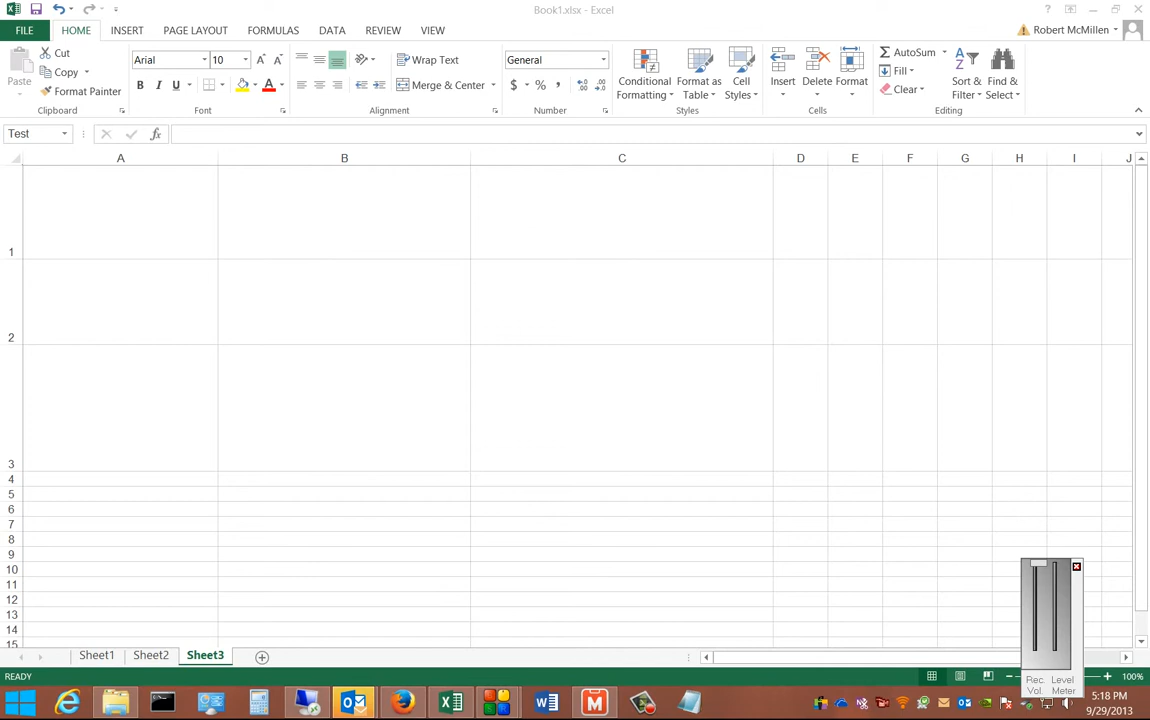 Book1.xlsx - Excel
FILE HOME INSERT PAGE LAYOUT FORMULAS DATA REVIEW VIEW Robert McMillen
Paste
Cut
Copy
Format Painter
Clipboard
Arial 10
B I U A
Font
Wrap Text
Merge & Center
Alignment
General
$ % ,
Number
Conditional Formatting
Format as Table
Cell Styles
Styles
Insert Delete Format
Cells
AutoSum
Fill
Clear
Sort & Filter
Find & Select
Editing
Test fx
A B C D E F G H I J
1
2
3
4
5
6
7
8
9
10
11
12
13
14
15
Rec. Vol. Level Meter
Sheet1 Sheet2 Sheet3
READY 100%
5:18 PM
9/29/2013